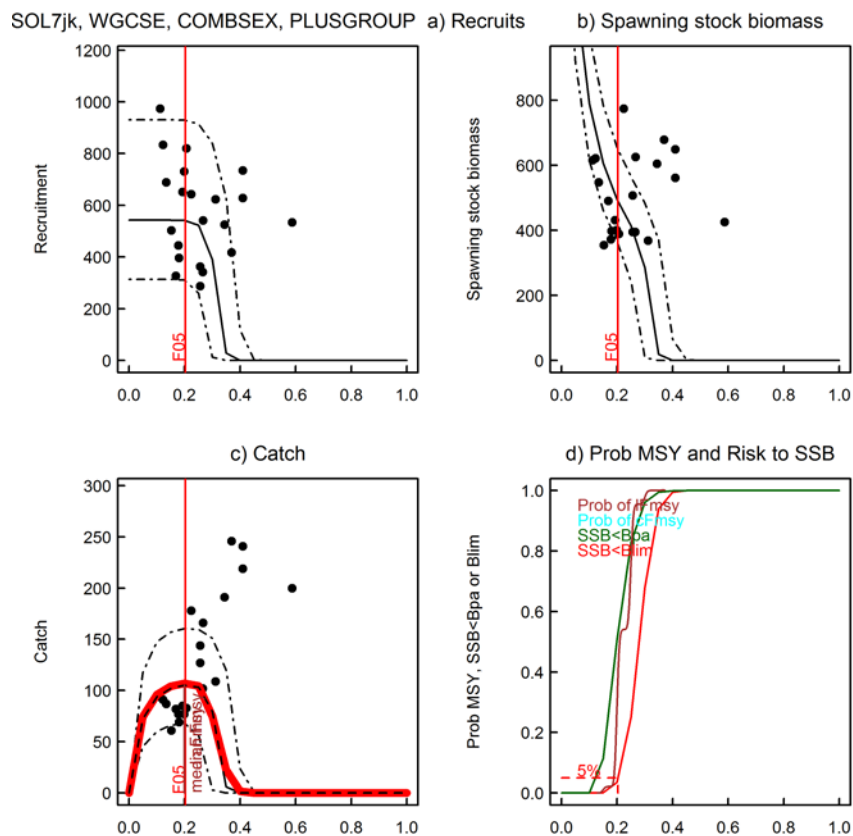 SOL7jk, WGCSE, COMBSEX, PLUSGROUP a) Recruits
b) Spawning stock biomass
Recruitment
1200
1000
800
600
400
200
0
F05
0.0 0.2 0.4 0.6 0.8 1.0
Spawning stock biomass
800
600
400
200
0
F05
0.0 0.2 0.4 0.6 0.8 1.0
c) Catch
Catch
300
250
200
150
100
50
0
F05
0.0 0.2 0.4 0.6 0.8 1.0
d) Prob MSY and Risk to SSB
Prob MSY, SSB<Bpa or Blim
1.0
0.8
0.6
0.4
0.2
0.0
Prob of lFmsy
Prob of cFmsy
SSB<Bpa
SSB<Blim
5%
0.0 0.2 0.4 0.6 0.8 1.0